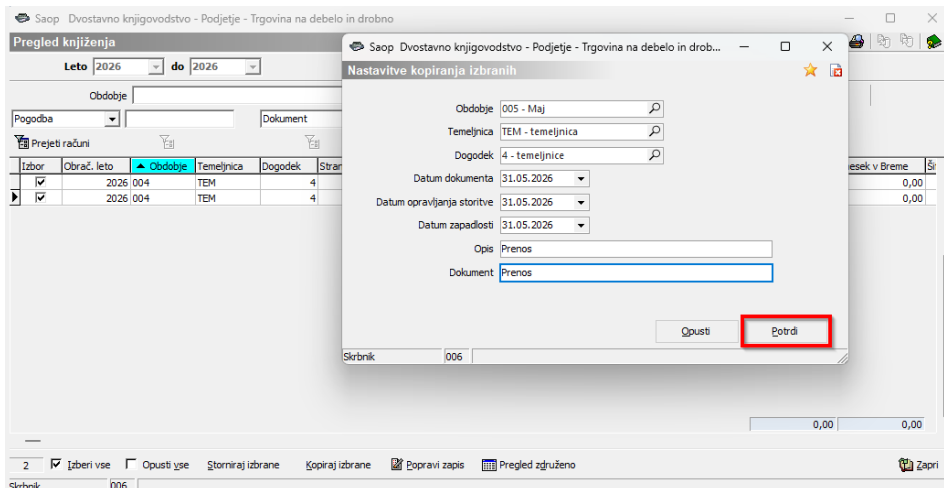 Saop Dvostavno knjigovodstvo - Podjetje - Trgovina na debelo in drobno
Pregled knjiženja
Leto 2026 do 2026
Obdobje
Pogodba Dokument
Prejeti računi
Izbor Obrač. leto Obdobje Temeljnica Dogodek Stran esek v Breme
2026 004 TEM 4 0,00
2026 004 TEM 4 0,00
Saop Dvostavno knjigovodstvo - Podjetje - Trgovina na debelo in drob...
Nastavitve kopiranja izbranih
Obdobje 005 - Maj
Temeljnica TEM - temeljnica
Dogodek 4 - temeljnice
Datum dokumenta 31.05.2026
Datum opravljanja storitve 31.05.2026
Datum zapadlosti 31.05.2026
Opis Prenos
Dokument Prenos
Opusti Potrdi
Skrbnik 006
0,00 0,00
2 Izberi vse Opusti vse Storniraj izbrane Kopiraj izbrane Popravi zapis Pregled združeno Zapri
Skrbnik 006